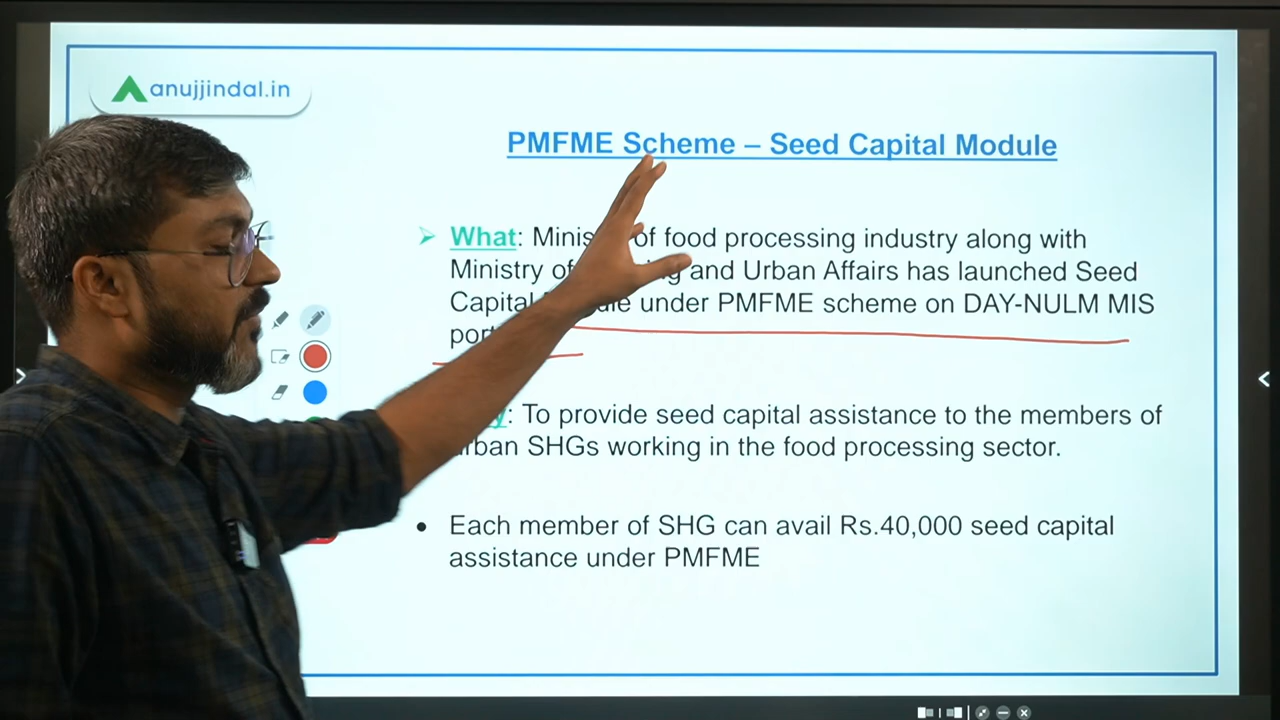 anujjindal.in
PMFME Scheme – Seed Capital Module
What: of food processing industry along with
Ministry of and Urban Affairs has launched Seed
Capital under PMFME scheme on DAY-NULM MIS
: To provide seed capital assistance to the members of
SHGs working in the food processing sector.
Each member of SHG can avail Rs.40,000 seed capital
assistance under PMFME